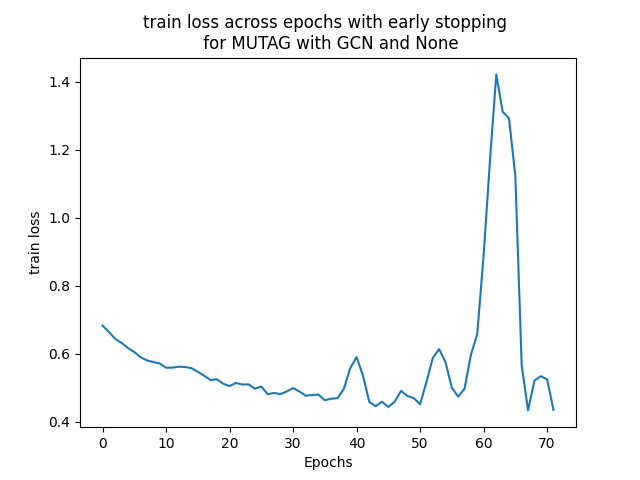 train loss across epochs with early stopping
for MUTAG with GCN and None
1.4
1.2
1.0
0.8
0.6
0.4
train loss
0 10 20 30 40 50 60 70
Epochs